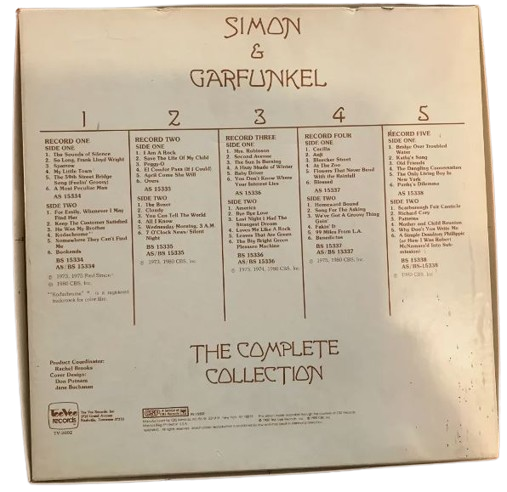 SIMON
&
GARFUNKEL
1
RECORD ONE
SIDE ONE
1. The Sounds of Silence
2. So Long, Frank Lloyd Wright
3. Sparrow
4. My Little Town
5. The 59th Street Bridge
Song (Feelin' Groovy)
6. A Most Peculiar Man
AS 15334
SIDE TWO
1. For Emily, Whenever I May
Find Her
2. Keep The Customer Satisfied
3. He Was My Brother
4. Kodachrome
5. Somewhere They Can't Find
Me
6. Bookends
BS 15334
AS/BS 15334
2
RECORD TWO
SIDE ONE
1. I Am A Rock
2. Save The Life Of My Child
3. Peggy-O
4. El Condor Pasa (If I Could)
5. April Come She Will
6. Overs
AS 15335
SIDE TWO
1. The Boxer
2. Cloudy
3. You Can Tell The World
4. All I Know
5. Wednesday Morning, 3 A.M.
6. 7 O'Clock News/Silent
Night
BS 15335
AS/BS 15335
3
RECORD THREE
SIDE ONE
1. Mrs. Robinson
2. Second Avenue
3. The Sun Is Burning
4. A Hazy Shade of Winter
5. Baby Driver
6. You Don't Know Where
Your Interest Lies
AS 15336
SIDE TWO
1. America
2. Red Rubber Ball
3. Last Night I Had The
Strangest Dream
4. Leaves That Are Green
5. The Big Bright Green
Pleasure Machine
BS 15336
AS/BS 15336
4
RECORD FOUR
SIDE ONE
1. Cecilia
2. Anji
3. Bleecker Street
4. At The Zoo
5. Flowers Never Bend
With the Rainfall
6. Blessed
AS 15337
SIDE TWO
1. Homeward Bound
2. Song For The Asking
3. We've Got A Groovy Thing
Goin'
4. Fakin' It
5. 99 Miles From L.A.
6. Benedictus
BS 15337
AS/BS 15337
5
RECORD FIVE
SIDE ONE
1. Bridge Over Troubled
Water
2. Kathy's Song
3. Old Friends
4. The Dangling Conversation
5. The Only Living Boy in
New York
6. Punky's Dilemma
AS 15338
SIDE TWO
1. Scarborough Fair/Canticle
2. Richard Cory
3. Patterns
4. Mother and Child Reunion
5. Why Don't You Write Me
6. A Simple Desultory Philippic
(or How I Was Robert
McNamara'd Into Submission)
BS 15338
AS/BS-15338
THE COMPLETE
COLLECTION
Product Coordinator:
Rachel Brooks
Cover Design:
Don Putnam
Jane Buchman
TeeVee
records